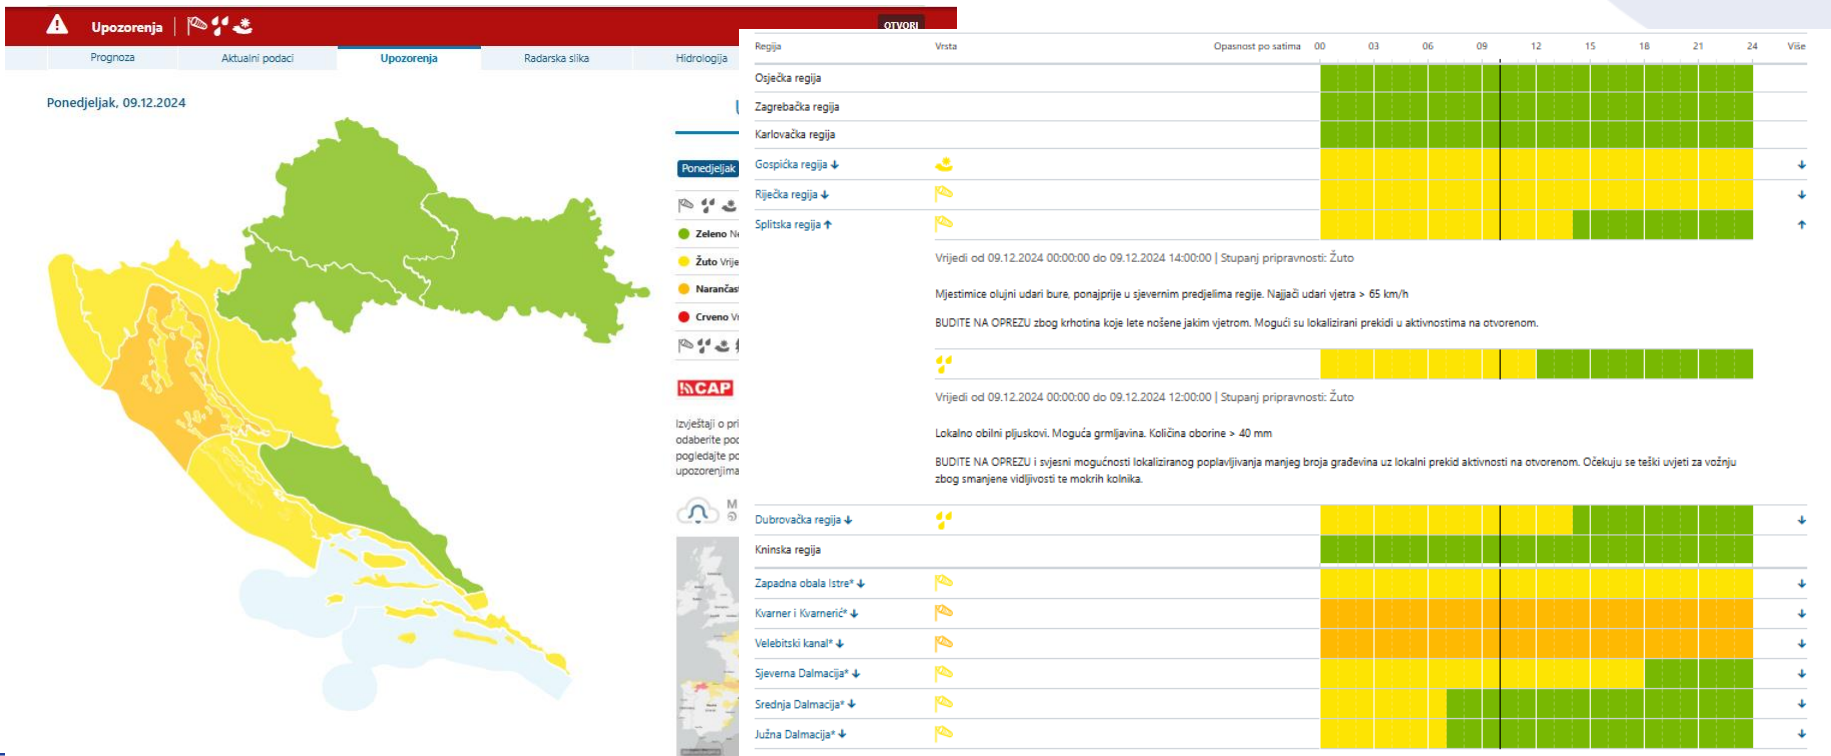 Upozorenja
OTVORI
Prognoza
Aktualni podaci
Upozorenja
Radarska slika
Hidrologija
Ponedjeljak, 09.12.2024
Ponedjeljak
Zeleno
Žuto
CAP
Izvještaji o
odaberite
pogledajte
upozorenjima
Regija Vrsta Opasnost po satima 00 03 06 09 12 15 18 21 24 Više
Osječka regija
Zagrebačka regija
Karlovačka regija
Gospićka regija ↓
Riječka regija ↓
Splitska regija ↑
Vrijedi od 09.12.2024 00:00:00 do 09.12.2024 14:00:00 | Stupanj pripravnosti: Žuto
Mjestimice olujni udari bure, ponajprije u sjevernim predjelima regije. Najjači udari vjetra > 65 km/h
BUDITE NA OPREZU zbog krhotina koje lete nošene jakim vjetrom. Mogući su lokalizirani prekidi u aktivnostima na otvorenom.
Vrijedi od 09.12.2024 00:00:00 do 09.12.2024 12:00:00 | Stupanj pripravnosti: Žuto
Lokalno obilni pljuskovi. Moguća grmljavina. Količina oborine > 40 mm
BUDITE NA OPREZU i svjesni mogućnosti lokaliziranog poplavljivanja manjeg broja građevina uz lokalni prekid aktivnosti na otvorenom. Očekuju se teški uvjeti za vožnju
zbog smanjene vidljivosti te mokrih kolnika.
Dubrovačka regija ↓
Kninska regija
Zapadna obala Istre* ↓
Kvarner i Kvarnerić* ↓
Velebitski kanal* ↓
Sjeverna Dalmacija* ↓
Srednja Dalmacija* ↓
Južna Dalmacija* ↓